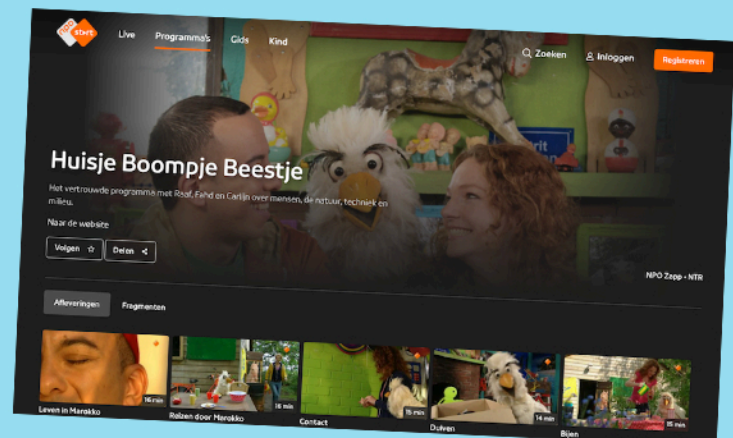 npo
start
Live
Programma's
Gids
Kind
Zoeken
Inloggen
Registreren
Huisje Boompje Beestje
Het vertrouwde programma met Raaf, Fahd en Carlijn over mensen, de natuur, techniek en
milieu.
Naar de website
Volgen
Delen
NPO Zapp - NTR
Afleveringen
Fragmenten
16 min
16 min
15 min
14 min
15 min
Leven in Marokko
Reizen door Marokko
Contact
Duiven
Bijen